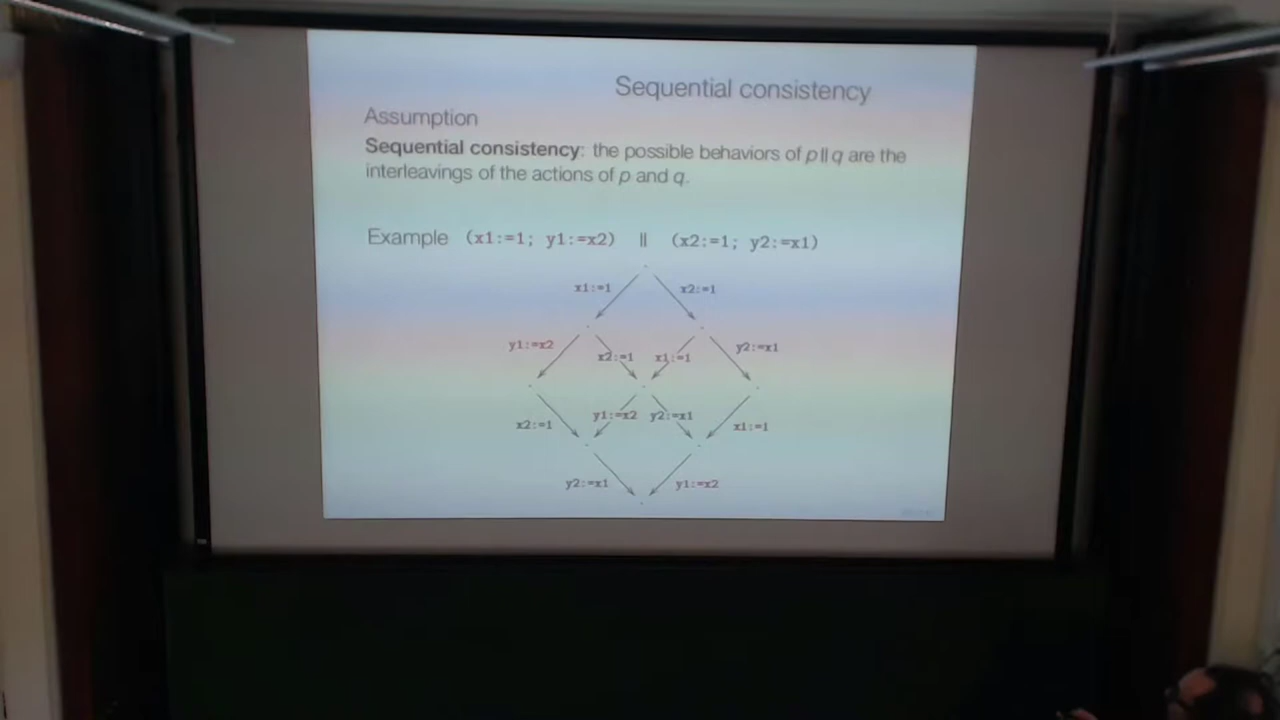 Sequential consistency
Assumption
Sequential consistency: the possible behaviors of p || q are the
interleavings of the actions of p and q.
Example (x1:=1; y1:=x2) || (x2:=1; y2:=x1)
x1:=1 x2:=1
y1:=x2 x2:=1 x1:=1 y2:=x1
x2:=1 y1:=x2 y2:=x1 x1:=1
y2:=x1 y1:=x2